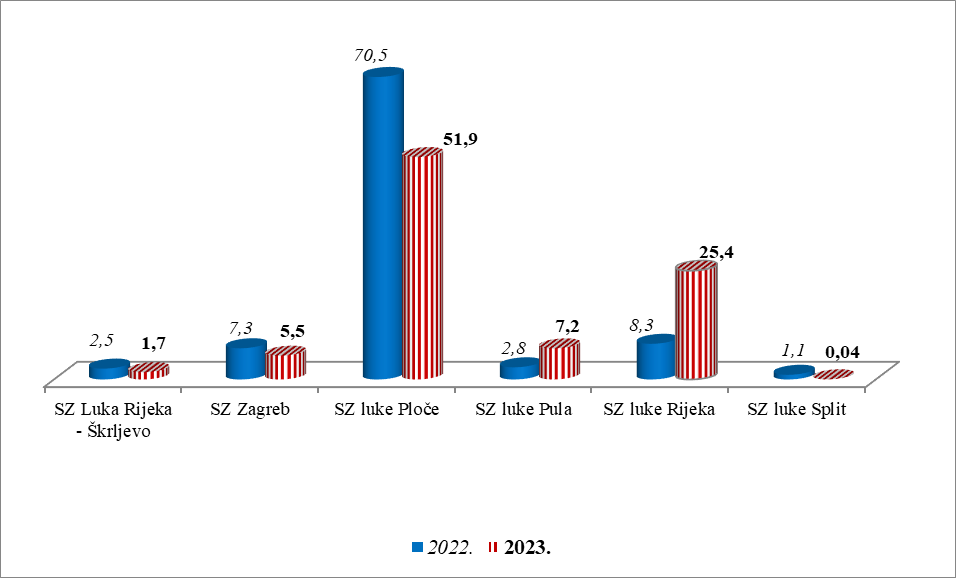 70,5
51,9
25,4
2,5
1,7
7,3
5,5
2,8
7,2
8,3
1,1
0,04
SZ Luka Rijeka
- Škrljevo
SZ Zagreb
SZ luke Ploče
SZ luke Pula
SZ luke Rijeka
SZ luke Split
2022.
2023.